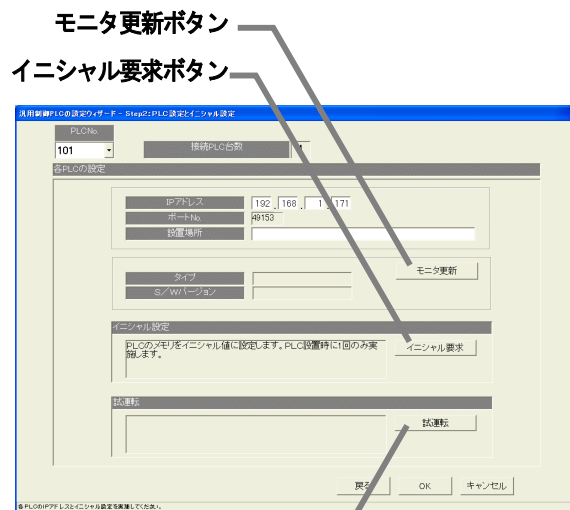 モニタ更新ボタン
イニシャル要求ボタン
汎用制御PLCの設定ウィザード - Step2:PLC設定とイニシャル設定
PLCNo.
101
接続PLC台数
1
各PLCの設定
IPアドレス 192 . 168 . 1 . 171
ポートNo. 49153
設置場所
タイプ
S/Wバージョン
モニタ更新
イニシャル設定
PLCのメモリをイニシャル値に設定します。PLC設置時に1回のみ実
施します。
イニシャル要求
試運転
試運転
戻る OK キャンセル
各PLCのIPアドレスとイニシャル設定を実施してください。